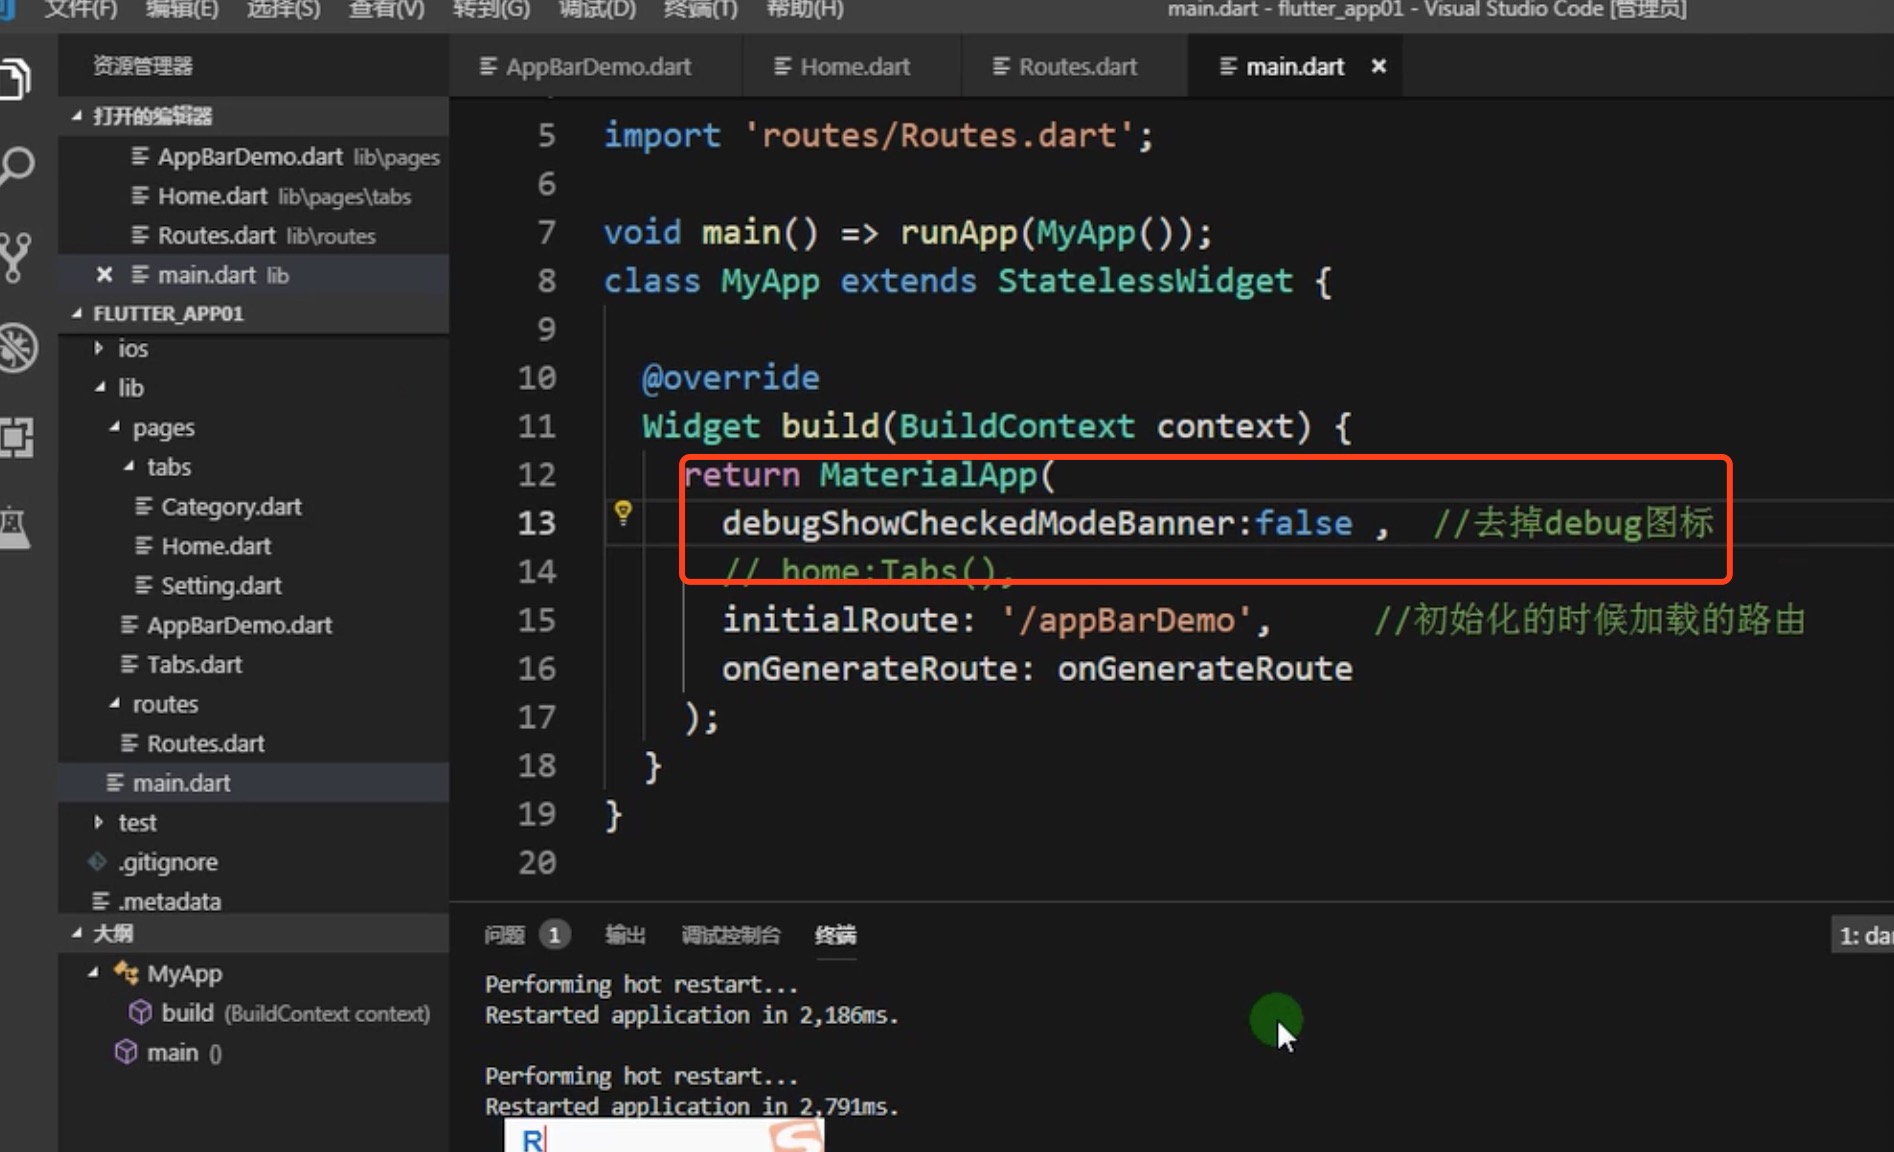 文件(F) 编辑(E) 选择(S) 查看(V) 转到(G) 调试(D) 终端(T) 帮助(H) main.dart - flutter_app01 - Visual Studio Code [管理员]
资源管理器
AppBarDemo.dart Home.dart Routes.dart main.dart ×
打开的编辑器
AppBarDemo.dart lib\pages
Home.dart lib\pages\tabs
Routes.dart lib\routes
× main.dart lib
FLUTTER_APP01
ios
lib
pages
tabs
Category.dart
Home.dart
Setting.dart
AppBarDemo.dart
Tabs.dart
routes
Routes.dart
main.dart
test
.gitignore
.metadata
大纲
MyApp
build (BuildContext context)
main ()
5 import 'routes/Routes.dart';
6
7 void main() => runApp(MyApp());
8 class MyApp extends StatelessWidget {
9
10 @override
11 Widget build(BuildContext context) {
12 return MaterialApp(
13 debugShowCheckedModeBanner:false , //去掉debug图标
14 // home:Tabs(),
15 initialRoute: '/appBarDemo', //初始化的时候加载的路由
16 onGenerateRoute: onGenerateRoute
17 );
18 }
19 }
20
问题 1 输出 调试控制台 终端
Performing hot restart...
Restarted application in 2,186ms.
Performing hot restart...
Restarted application in 2,791ms.
R